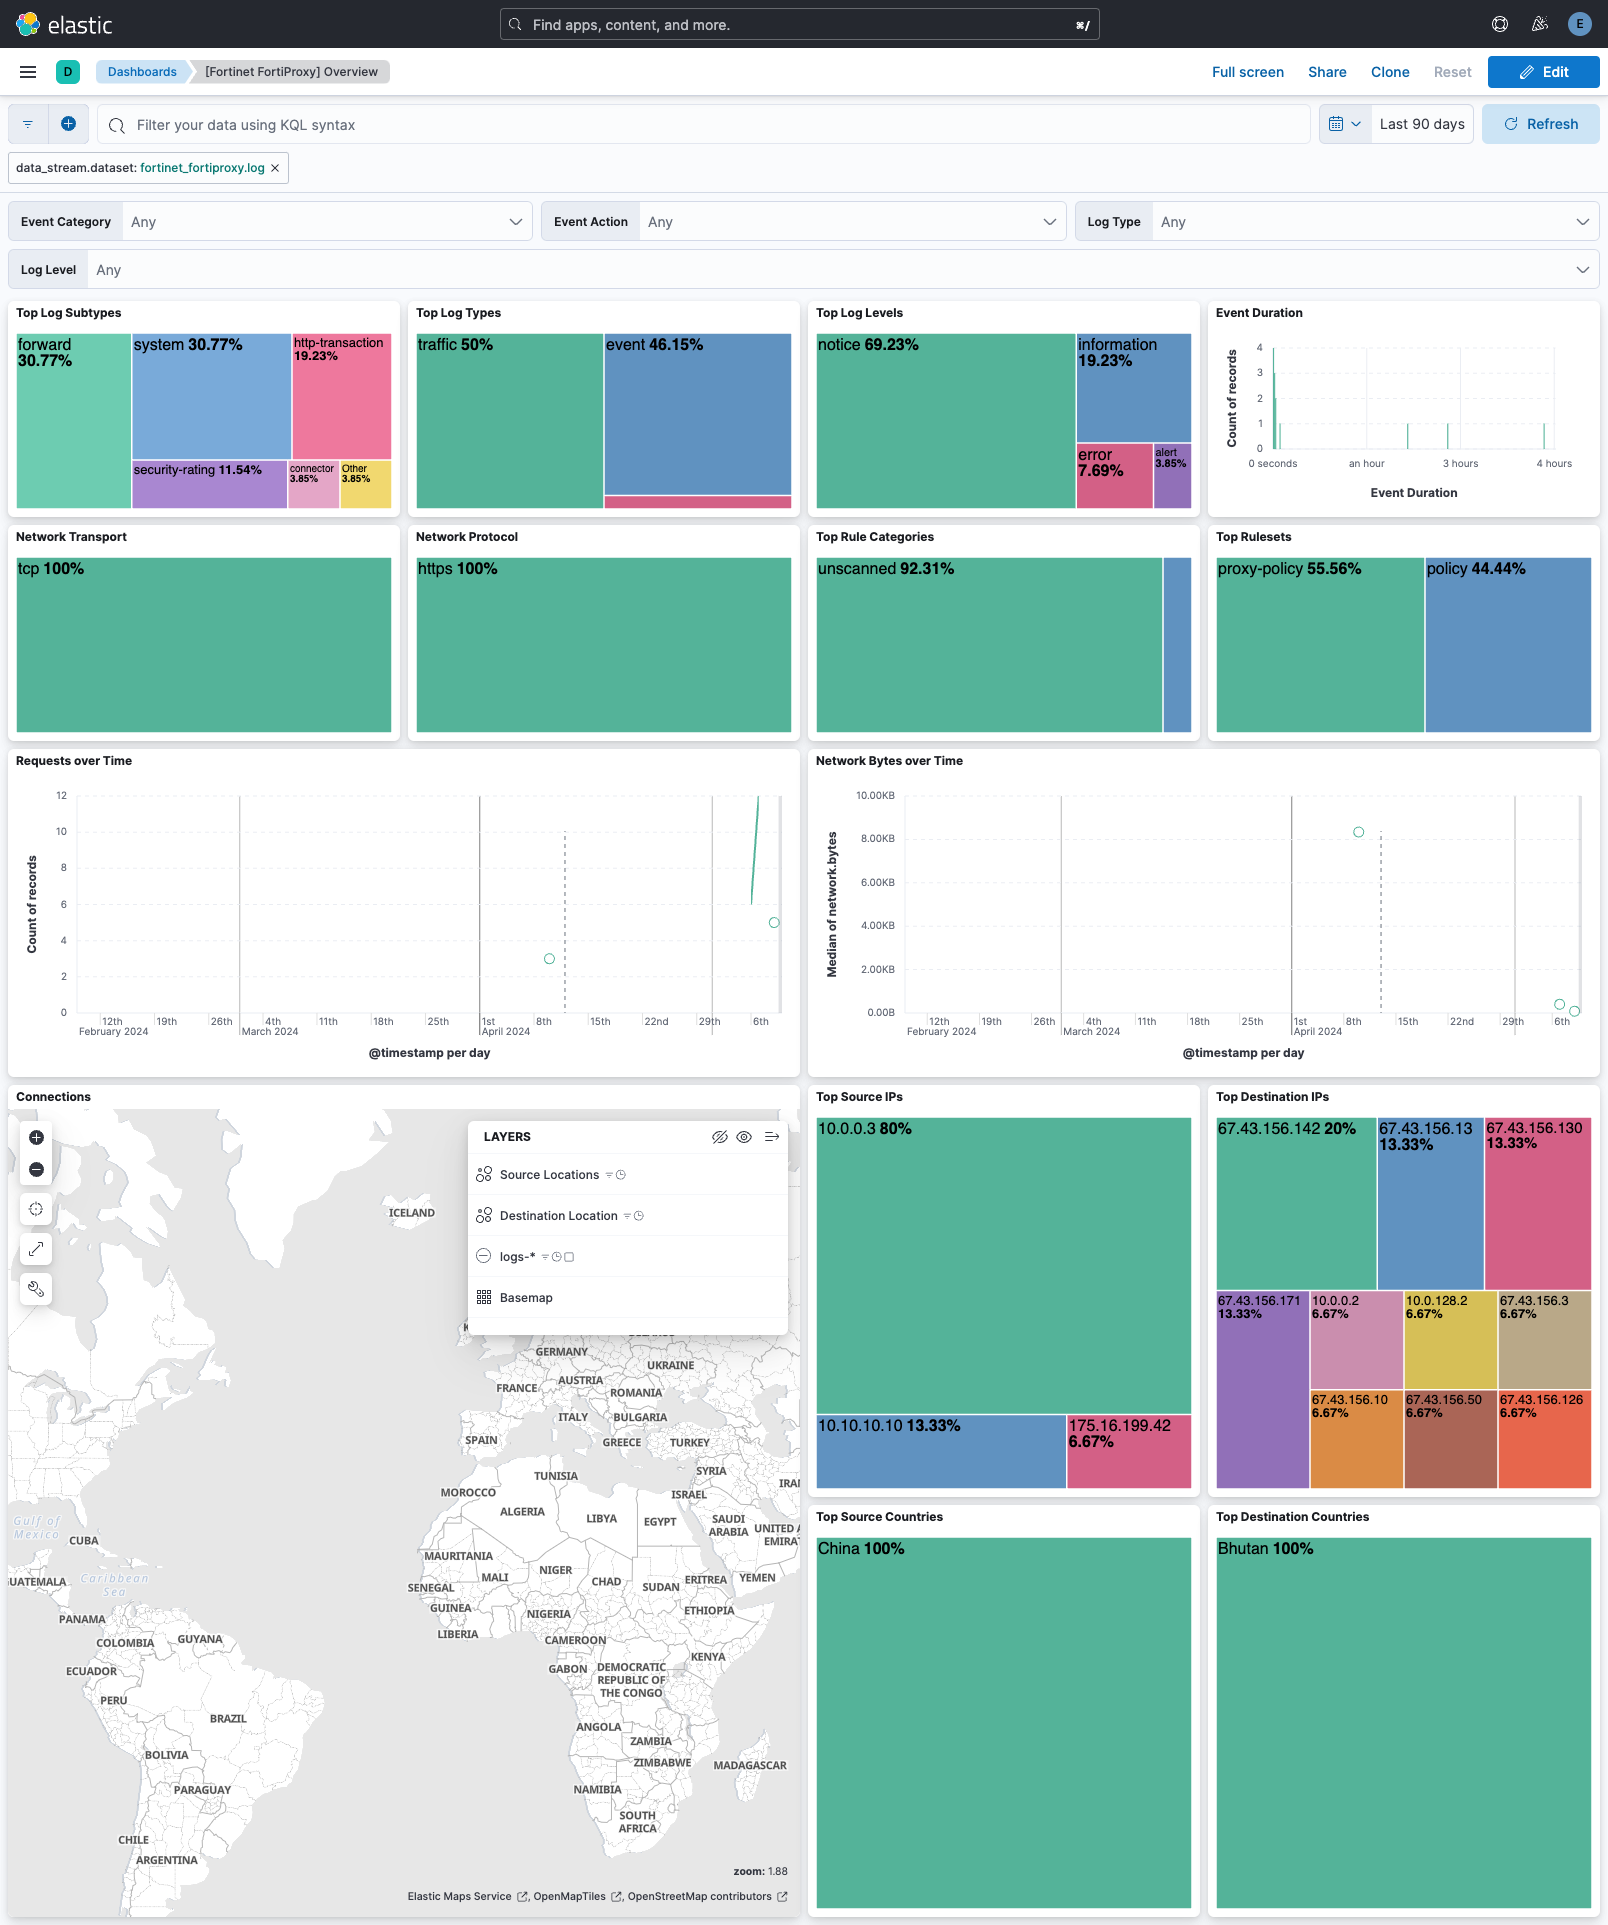 elastic
Find apps, content, and more.
⌘/
E
D
Dashboards
[Fortinet FortiProxy] Overview
Full screen
Share
Clone
Reset
Edit
Filter your data using KQL syntax
Last 90 days
Refresh
data_stream.dataset: fortinet_fortiproxy.log ×
Event Category
Any
Event Action
Any
Log Type
Any
Log Level
Any
Top Log Subtypes
forward
30.77%
system 30.77%
http-transaction
19.23%
security-rating 11.54%
connector
3.85%
Other
3.85%
Top Log Types
traffic 50%
event 46.15%
Top Log Levels
notice 69.23%
information
19.23%
error
7.69%
alert
3.85%
Event Duration
Count of records
4
3
2
1
0
0 seconds
an hour
3 hours
4 hours
Event Duration
Network Transport
tcp 100%
Network Protocol
https 100%
Top Rule Categories
unscanned 92.31%
Top Rulesets
proxy-policy 55.56%
policy 44.44%
Requests over Time
Count of records
12
10
8
6
4
2
0
12th
19th
26th
4th
11th
18th
25th
1st
8th
15th
22nd
29th
6th
February 2024
March 2024
April 2024
@timestamp per day
Network Bytes over Time
Median of network.bytes
10.00KB
8.00KB
6.00KB
4.00KB
2.00KB
0.00B
12th
19th
26th
4th
11th
18th
25th
1st
8th
15th
22nd
29th
6th
February 2024
March 2024
April 2024
@timestamp per day
Connections
LAYERS
Source Locations
Destination Location
logs-*
Basemap
ICELAND
GERMANY
UKRAINE
AUSTRIA
FRANCE
ROMANIA
ITALY
BULGARIA
SPAIN
GREECE
TURKEY
SYRIA
TUNISIA
IRAN
MOROCCO
ISRAEL
ALGERIA
LIBYA
EGYPT
SAUDI
ARABIA
UNITED A
EMIRAT
Gulf of
Mexico
CUBA
MAURITANIA
NIGER
MALI
CHAD
SUDAN
ERITREA
YEMEN
UATEMALA
Caribbean
Sea
SENEGAL
GUINEA
NIGERIA
ETHIOPIA
PANAMA
LIBERIA
CAMEROON
COLOMBIA
GUYANA
KENYA
ECUADOR
GABON
DEMOCRATIC
REPUBLIC OF
THE CONGO
PERU
BRAZIL
ANGOLA
ZAMBIA
BOLIVIA
ZIMBABWE
MADAGASCAR
PARAGUAY
NAMIBIA
SOUTH
AFRICA
CHILE
ARGENTINA
zoom: 1.88
Elastic Maps Service , OpenMapTiles , OpenStreetMap contributors
Top Source IPs
10.0.0.3 80%
10.10.10.10 13.33%
175.16.199.42
6.67%
Top Destination IPs
67.43.156.142 20%
67.43.156.13
13.33%
67.43.156.130
13.33%
67.43.156.171
13.33%
10.0.0.2
6.67%
10.0.128.2
6.67%
67.43.156.3
6.67%
67.43.156.10
6.67%
67.43.156.50
6.67%
67.43.156.126
6.67%
Top Source Countries
China 100%
Top Destination Countries
Bhutan 100%